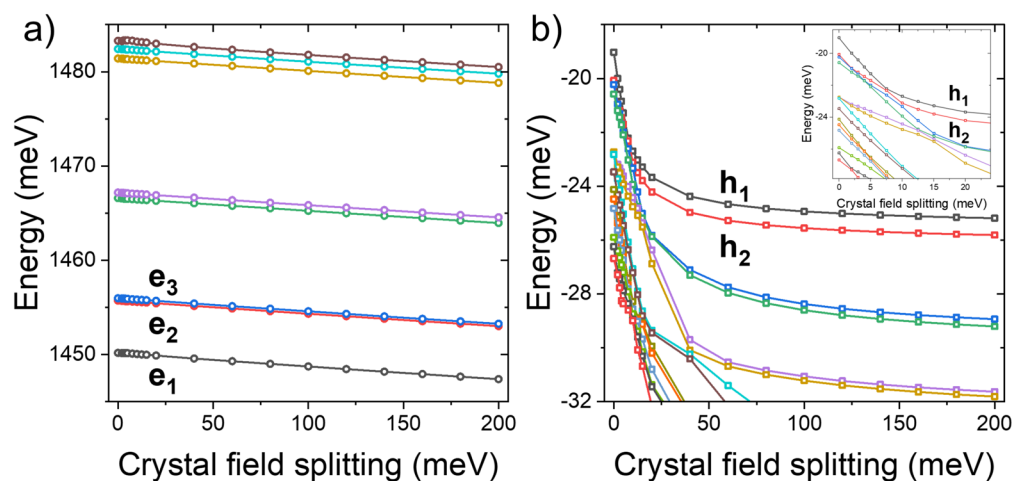 a)
Energy (meV)
1480
1470
1460
1450
e3
e2
e1
0
50
100
150
200
Crystal field splitting (meV)
b)
Energy (meV)
-20
-24
-28
-32
h1
h2
0
50
100
150
200
Crystal field splitting (meV)
Energy (meV)
-20
-24
h1
h2
0
5
10
15
20
Crystal field splitting (meV)